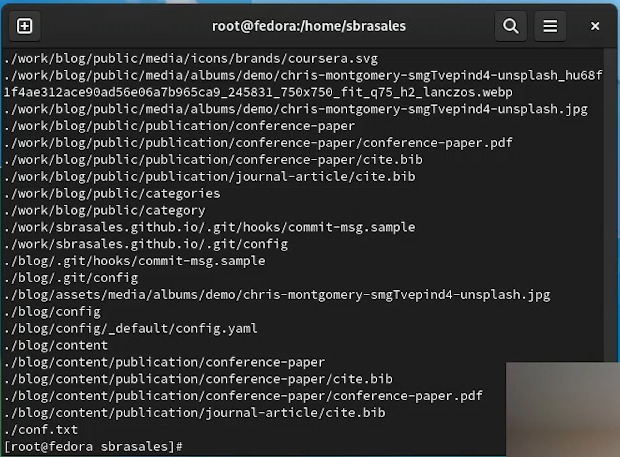 root@fedora:/home/sbrasales
./work/blog/public/media/icons/brands/coursera.svg
./work/blog/public/media/albums/demo/chris-montgomery-smgTvepind4-unsplash_hu68f
1f4ae312ace90ad56e06a7b965ca9_245831_750x750_fit_q75_h2_lanczos.webp
./work/blog/public/media/albums/demo/chris-montgomery-smgTvepind4-unsplash.jpg
./work/blog/public/publication/conference-paper
./work/blog/public/publication/conference-paper/conference-paper.pdf
./work/blog/public/publication/conference-paper/cite.bib
./work/blog/public/publication/journal-article/cite.bib
./work/blog/public/categories
./work/blog/public/category
./work/sbrasales.github.io/.git/hooks/commit-msg.sample
./work/sbrasales.github.io/.git/config
./blog/.git/hooks/commit-msg.sample
./blog/.git/config
./blog/assets/media/albums/demo/chris-montgomery-smgTvepind4-unsplash.jpg
./blog/config
./blog/config/_default/config.yaml
./blog/content
./blog/content/publication/conference-paper
./blog/content/publication/conference-paper/cite.bib
./blog/content/publication/conference-paper/conference-paper.pdf
./blog/content/publication/journal-article/cite.bib
./conf.txt
[root@fedora sbrasales]#